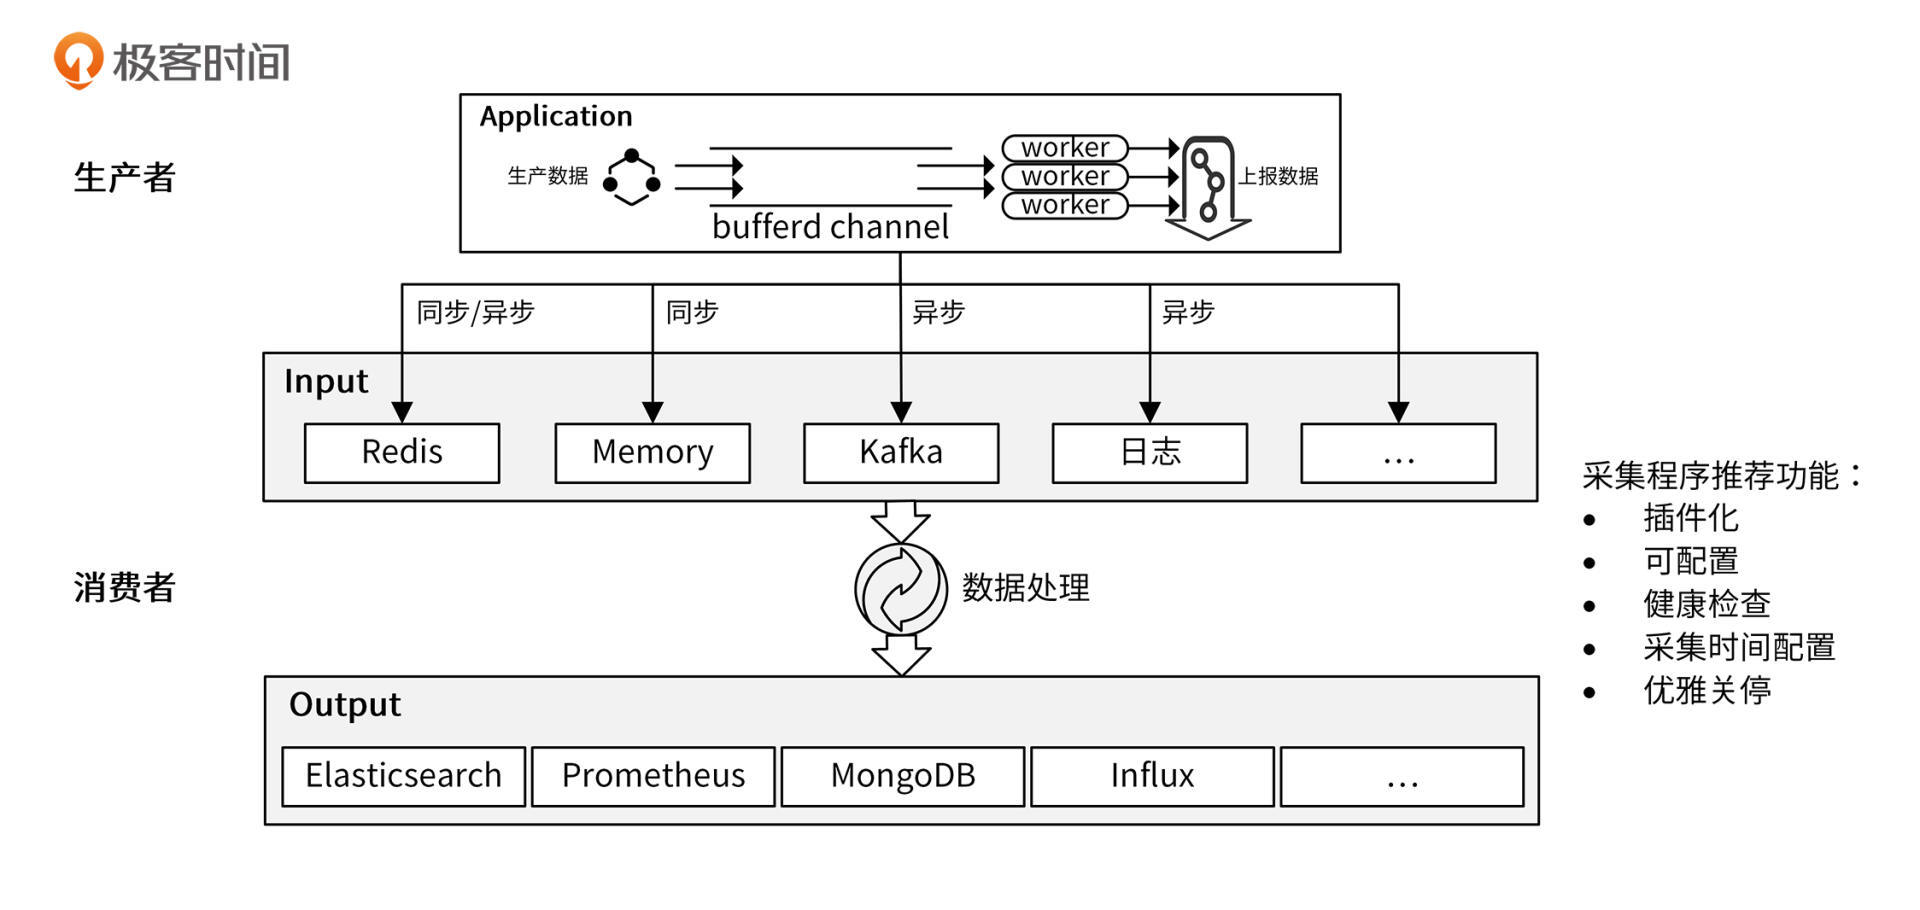 极客时间
Application
生产者
生产数据
worker
worker
worker
上报数据
bufferd channel
同步/异步
同步
异步
异步
Input
Redis
Memory
Kafka
日志
...
采集程序推荐功能：
• 插件化
• 可配置
• 健康检查
• 采集时间配置
• 优雅关停
消费者
数据处理
Output
Elasticsearch
Prometheus
MongoDB
Influx
...